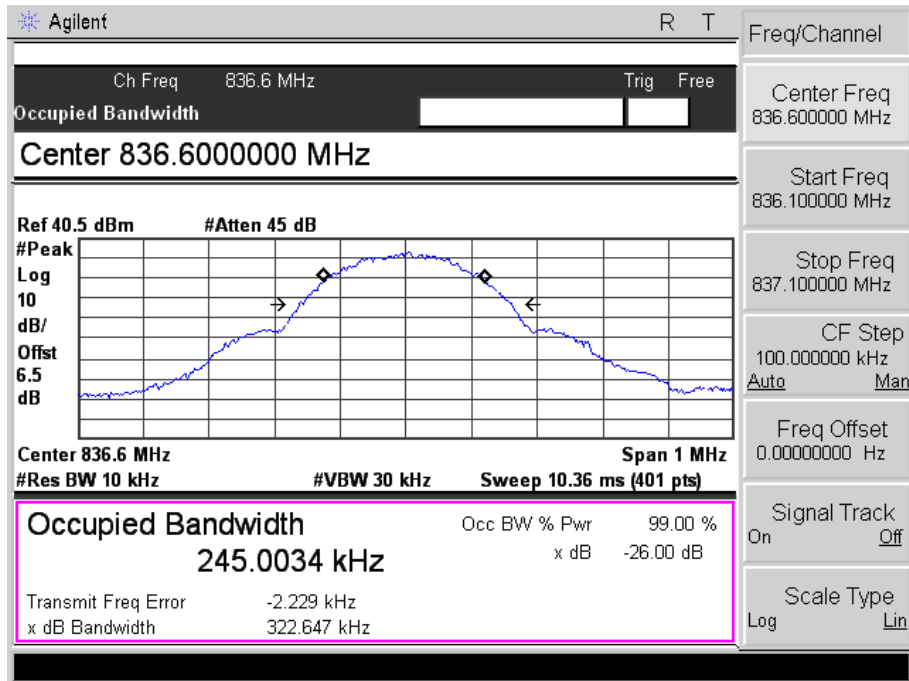 Agilent R T
Ch Freq 836.6 MHz Trig Free
Occupied Bandwidth
Center 836.6000000 MHz
Ref 40.5 dBm #Atten 45 dB
#Peak
Log
10
dB/
Offst
6.5
dB
Center 836.6 MHz Span 1 MHz
#Res BW 10 kHz #VBW 30 kHz Sweep 10.36 ms (401 pts)
Occupied Bandwidth Occ BW % Pwr 99.00 %
245.0034 kHz x dB -26.00 dB
Transmit Freq Error -2.229 kHz
x dB Bandwidth 322.647 kHz
Freq/Channel
Center Freq
836.600000 MHz
Start Freq
836.100000 MHz
Stop Freq
837.100000 MHz
CF Step
100.000000 kHz
Auto Man
Freq Offset
0.00000000 Hz
Signal Track
On Off
Scale Type
Log Lin